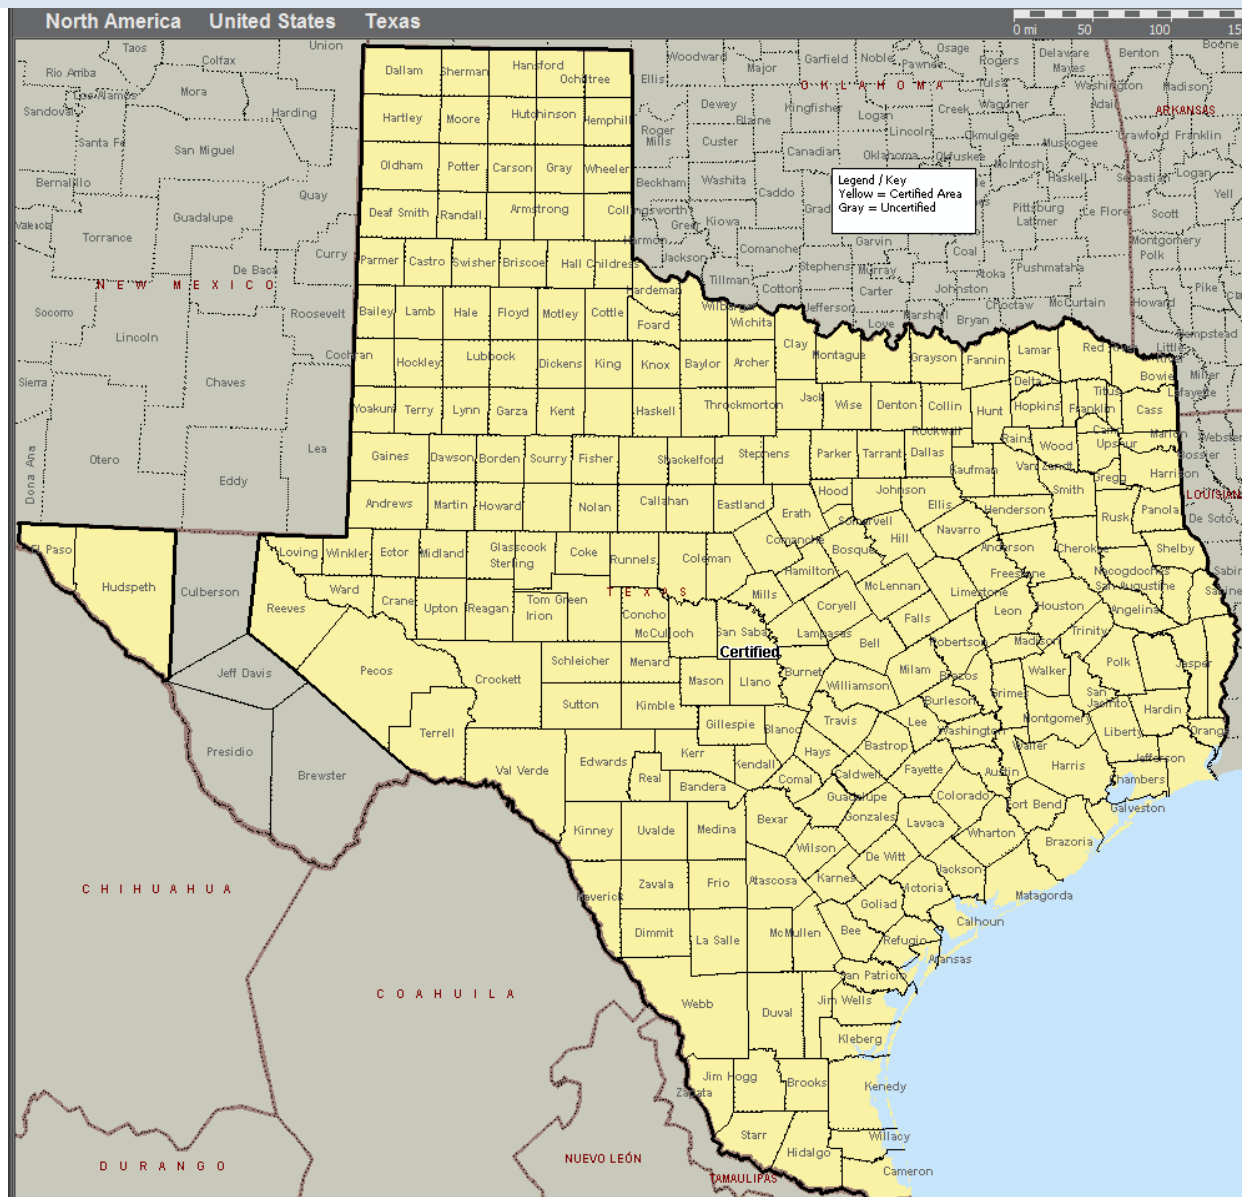 North America United States Texas
0 mi 50 100
Taos Colfax Union
Rio Arriba
Los Alamos Mora
Sandoval Harding
Santa Fe San Miguel
Bernalillo Quay
Valencia Guadalupe
Torrance Curry
De Baca
NEW MEXICO
Socorro Roosevelt
Lincoln
Sierra Chaves
Lea
Otero
Eddy
Dona Ana
Woodward Major Garfield Noble Osage Rogers Delaware Benton Boone
Ellis Pawnee Mayes
OKLAHOMA Tulsa Washington Madison
Dewey Blaine Kingfisher Logan Creek Wagoner Adair ARKANSAS
Roger Mills Custer Lincoln Okmulgee Muskogee Crawford Franklin
Canadian Oklahoma Okfuskee McIntosh
Beckham Washita Caddo Haskell Sebastian Logan
Legend / Key
Yellow = Certified Area
Gray = Uncertified
Yell
Kiowa Pittsburg Le Flore Scott
Latimer
Greer Garvin Montgomery
Harmon Jackson Comanche Coal Polk
Stephens Murray Atoka Pushmataha
Tillman Cotton Carter Johnston Pike
Jefferson Love Marshall Bryan Choctaw McCurtain Howard
Hempstead
Little River
Miller
Lafayette
Webster
Bossier
LOUISIAN
De Soto
Sabine
Dallam Sherman Hansford Ochiltree
Hartley Moore Hutchinson Hemphill
Oldham Potter Carson Gray Wheeler
Deaf Smith Randall Armstrong Collingsworth
Parmer Castro Swisher Briscoe Hall Childress
Hardeman
Bailey Lamb Hale Floyd Motley Cottle Foard Wilbarger Wichita
Cochran Hockley Lubbock Dickens King Knox Baylor Archer Clay Montague Grayson Fannin Lamar Red River
Bowie
Delta
Yoakum Terry Lynn Garza Kent Haskell Throckmorton Jack Wise Denton Collin Hunt Hopkins Franklin Titus Cass
Rockwall Camp Marion
Gaines Dawson Borden Scurry Fisher Shackelford Stephens Parker Tarrant Dallas Rains Wood Upshur
Kaufman Van Zandt Gregg Harrison
Andrews Martin Howard Nolan Callahan Eastland Hood Johnson Ellis Smith
Erath Somervell Navarro Henderson Rusk Panola
El Paso Loving Winkler Ector Midland Glasscock Sterling Coke Runnels Coleman Comanche Bosque Hill Anderson Cherokee Shelby
Hudspeth Culberson Ward Hamilton McLennan Freestone Nacogdoches
San Augustine
TEXAS
Reeves Crane Upton Reagan Tom Green Irion Concho Mills Coryell Limestone Leon Houston Angelina
McCulloch San Saba Lampasas Bell Falls Robertson Madison Trinity
Certified
Jeff Davis Pecos Crockett Schleicher Menard Mason Llano Burnet Williamson Milam Brazos Walker Polk Jasper
Sutton Kimble Burleson Grimes San Jacinto Hardin
Presidio Terrell Gillespie Blanco Travis Lee Washington Montgomery Liberty Orange
Brewster Val Verde Edwards Kerr Kendall Hays Bastrop Waller Harris Jefferson
Real Bandera Comal Caldwell Fayette Austin Chambers
Guadalupe Colorado Fort Bend Galveston
Kinney Uvalde Medina Bexar Gonzales Lavaca Wharton Brazoria
Wilson De Witt
Maverick Zavala Frio Atascosa Karnes Jackson
Victoria Matagorda
Goliad
Dimmit La Salle McMullen Bee Refugio Calhoun
Aransas
San Patricio
Webb Duval Jim Wells
Kleberg
Zapata Jim Hogg Brooks Kenedy
Starr Hidalgo Willacy
Cameron
CHIHUAHUA
COAHUILA
DURANGO
NUEVO LEÓN
TAMAULIPAS